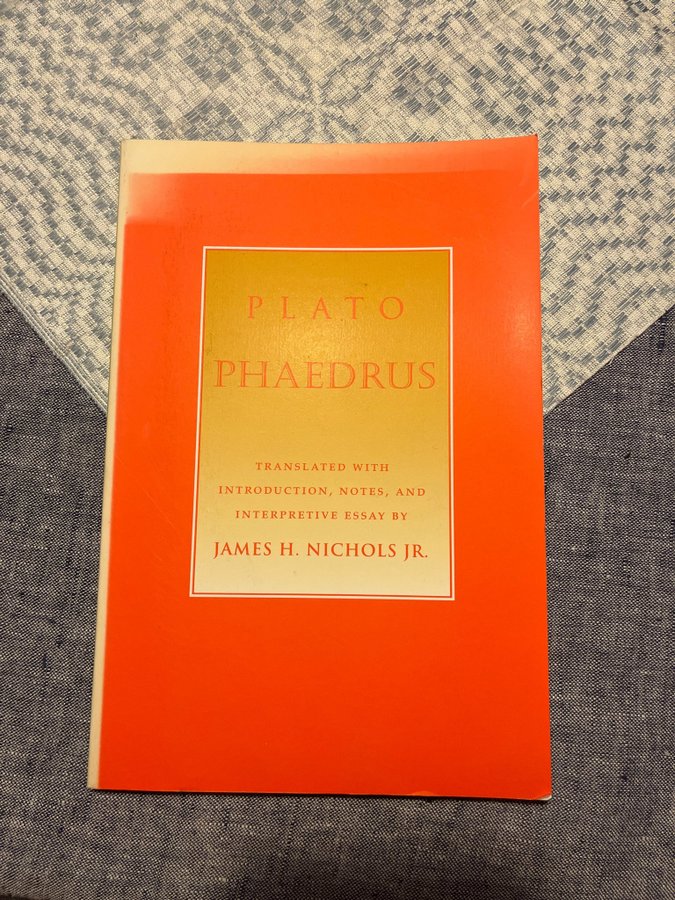 PLATO
PHAEDRUS
TRANSLATED WITH
INTRODUCTION, NOTES, AND
INTERPRETIVE ESSAY BY
JAMES H. NICHOLS JR.